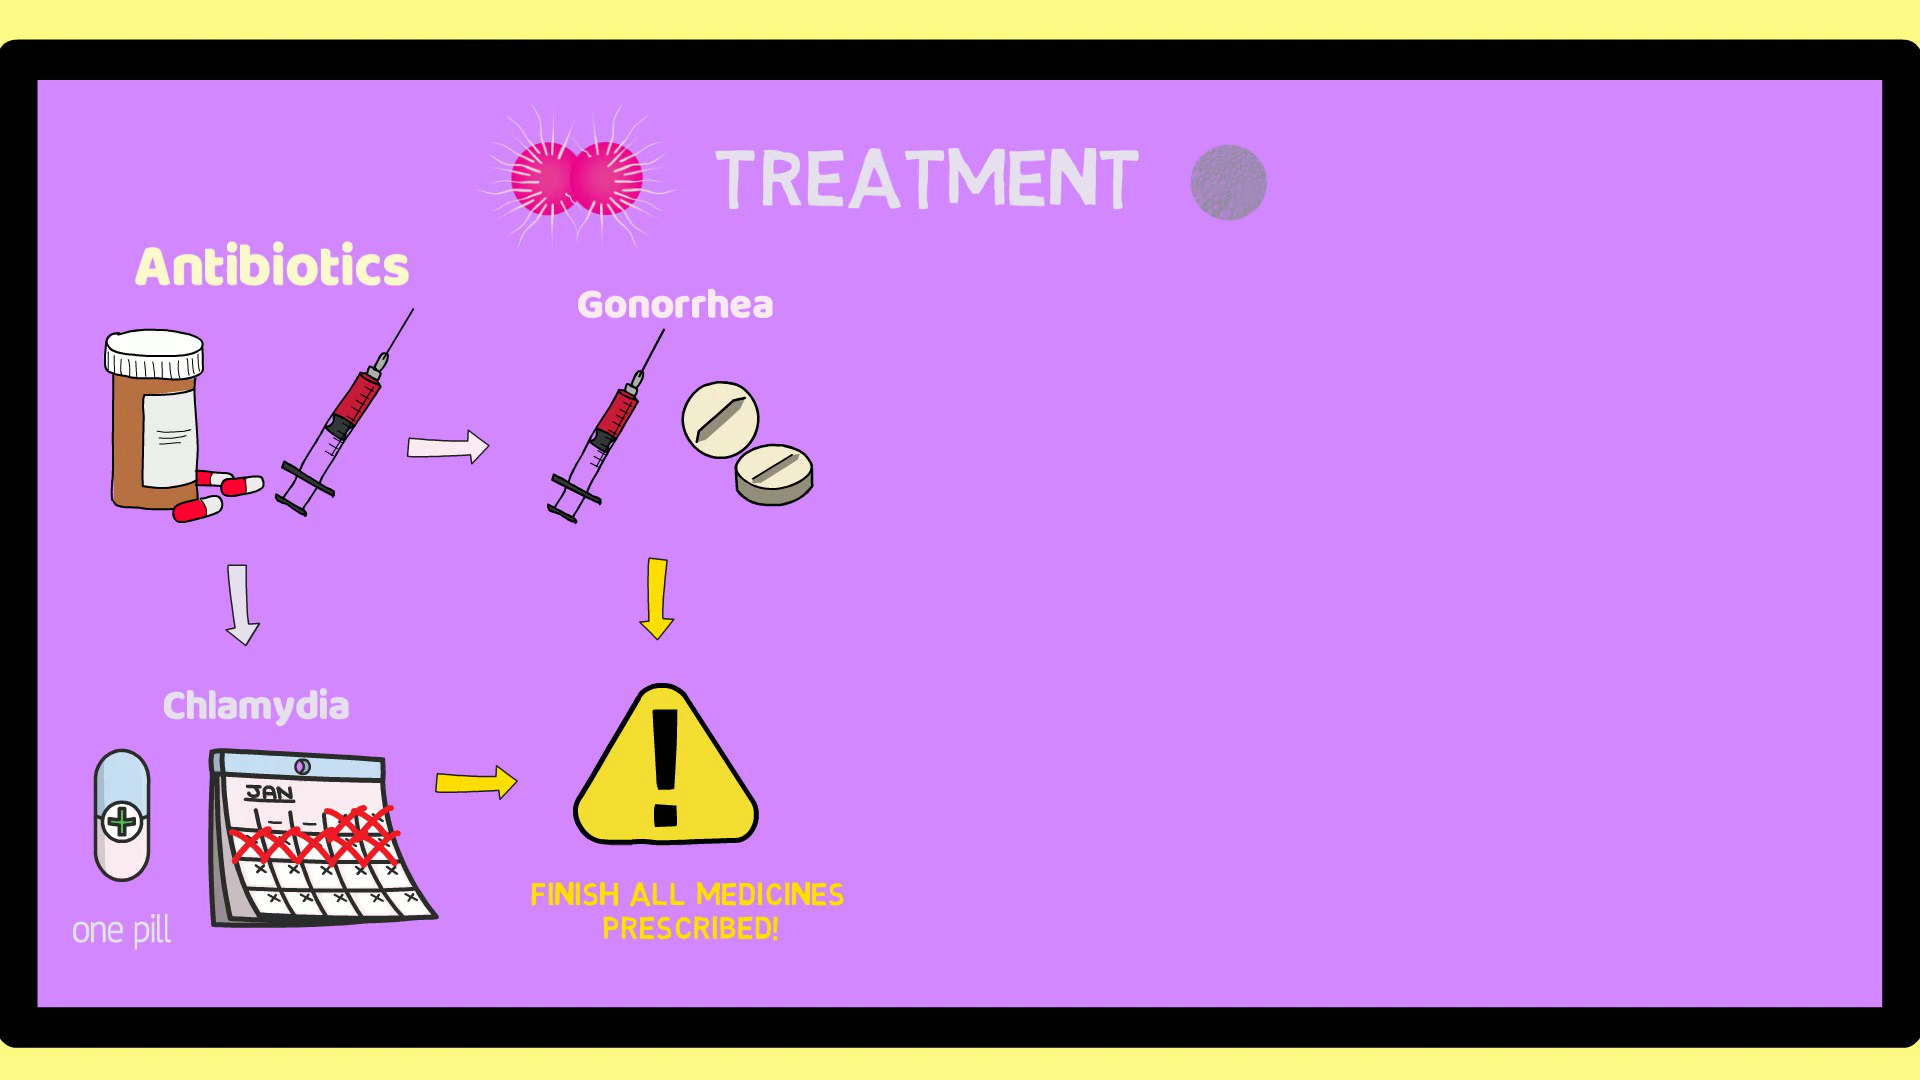 TREATMENT
Antibiotics
Gonorrhea
Chlamydia
JAN
one pill
FINISH ALL MEDICINES
PRESCRIBED!